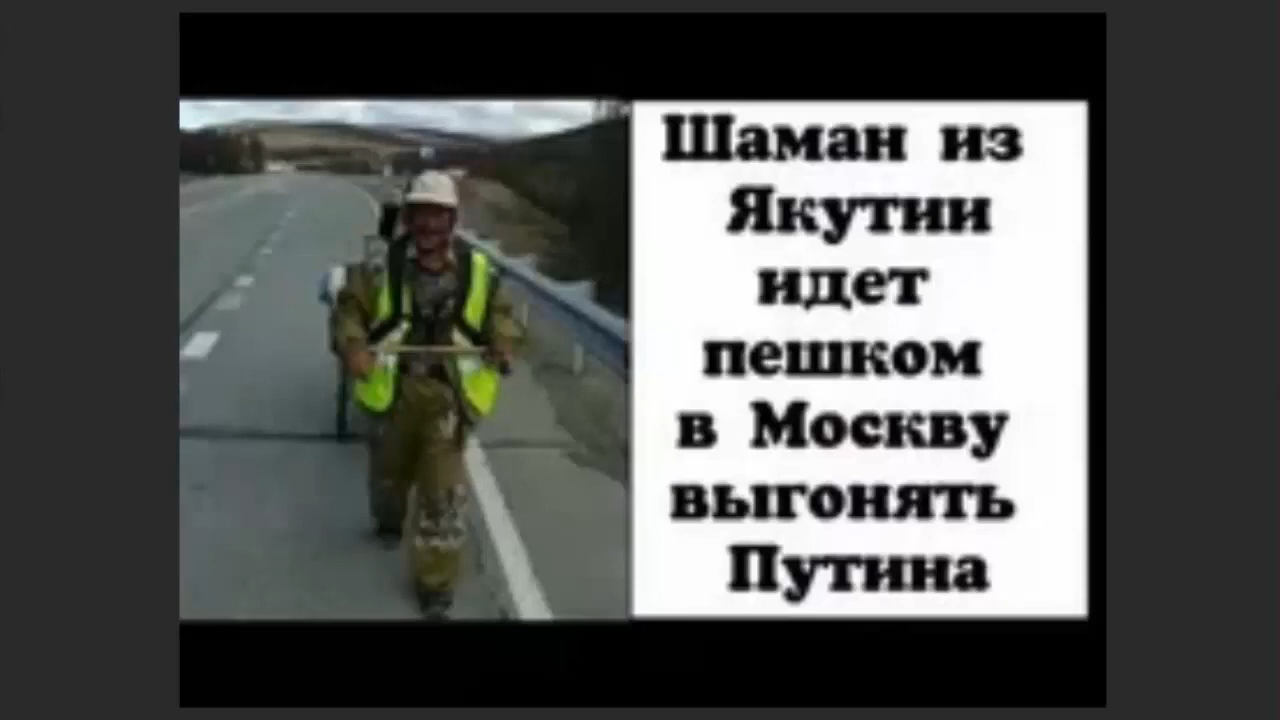 Шаман из
Якутии
идет
пешком
в Москву
выгонять
Путина